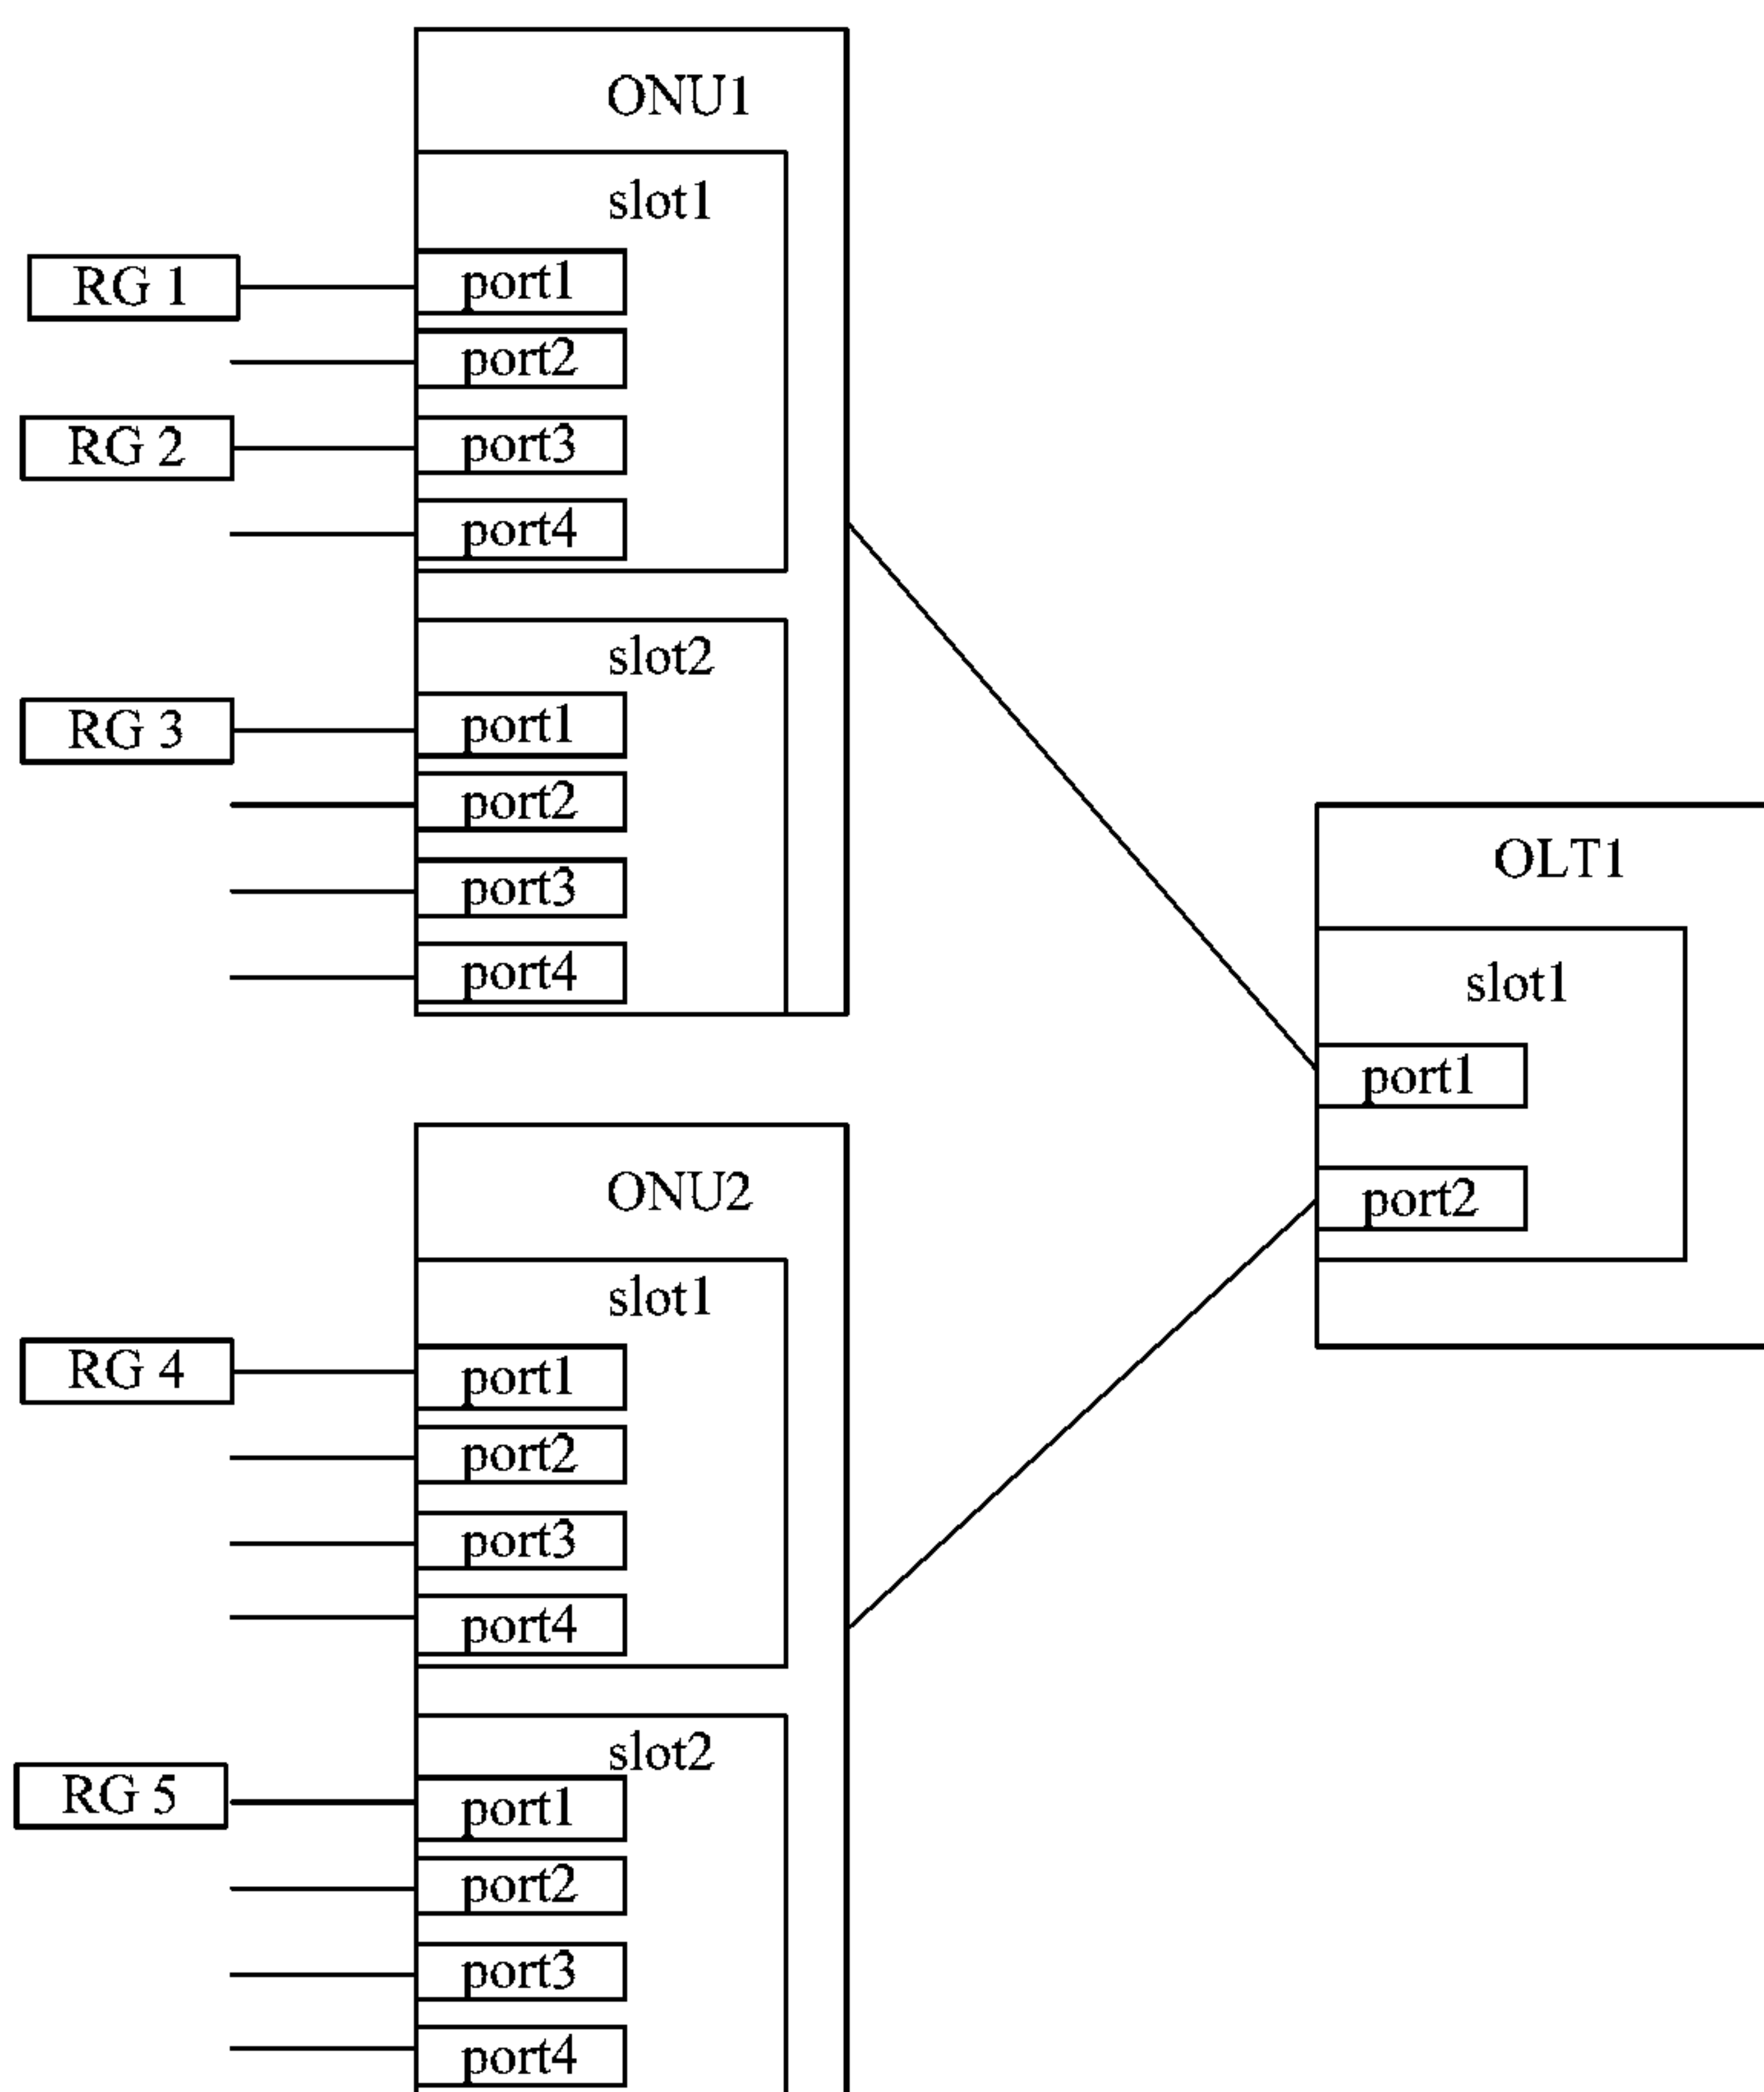 ONU1
slot1
RG 1
port1
port2
RG 2
port3
port4
slot2
RG 3
port1
port2
port3
port4
OLT1
slot1
port1
port2
ONU2
slot1
RG 4
port1
port2
port3
port4
slot2
RG 5
port1
port2
port3
port4